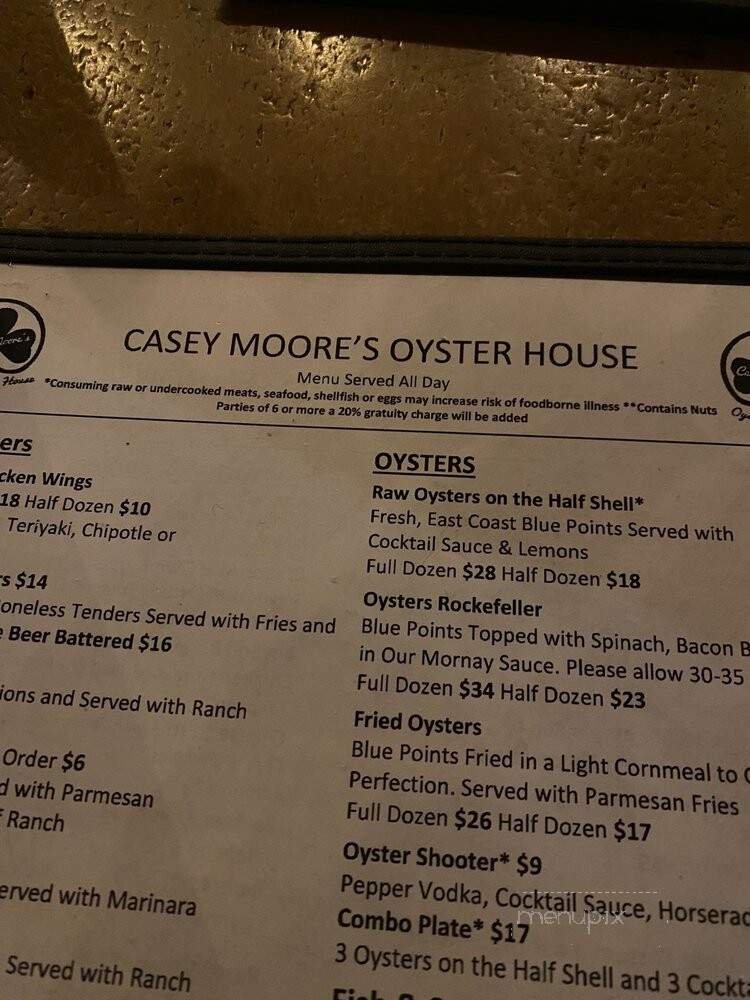 CASEY MOORE'S OYSTER HOUSE
Menu Served All Day
*Consuming raw or undercooked meats, seafood, shellfish or eggs may increase risk of foodborne illness **Contains Nuts
Parties of 6 or more a 20% gratuity charge will be added
House
ers
cken Wings
18 Half Dozen $10
Teriyaki, Chipotle or
rs $14
oneless Tenders Served with Fries and
e Beer Battered $16
ions and Served with Ranch
Order $6
d with Parmesan
f Ranch
erved with Marinara
Served with Ranch
OYSTERS
Raw Oysters on the Half Shell*
Fresh, East Coast Blue Points Served with
Cocktail Sauce & Lemons
Full Dozen $28 Half Dozen $18
Oysters Rockefeller
Blue Points Topped with Spinach, Bacon B
in Our Mornay Sauce. Please allow 30-35
Full Dozen $34 Half Dozen $23
Fried Oysters
Blue Points Fried in a Light Cornmeal to
Perfection. Served with Parmesan Fries
Full Dozen $26 Half Dozen $17
Oyster Shooter* $9
Pepper Vodka, Cocktail Sauce, Horserad
Combo Plate* $17
3 Oysters on the Half Shell and 3 Cockt
menupix